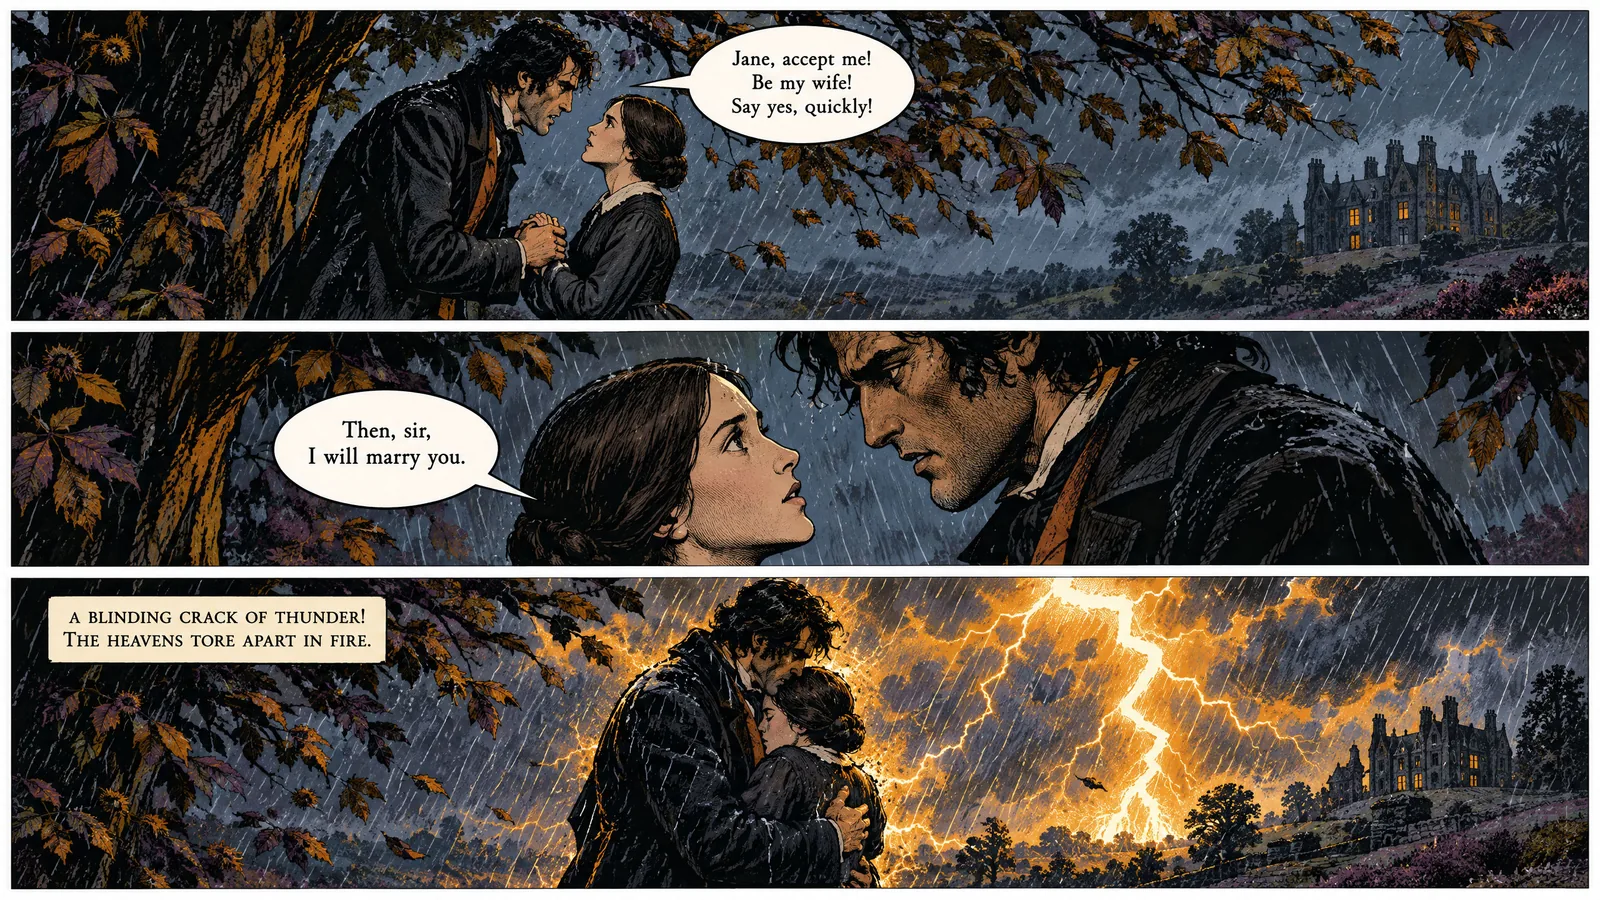 Jane, accept me!
Be my wife!
Say yes, quickly!
Then, sir,
I will marry you.
A BLINDING CRACK OF THUNDER!
THE HEAVENS TORE APART IN FIRE.